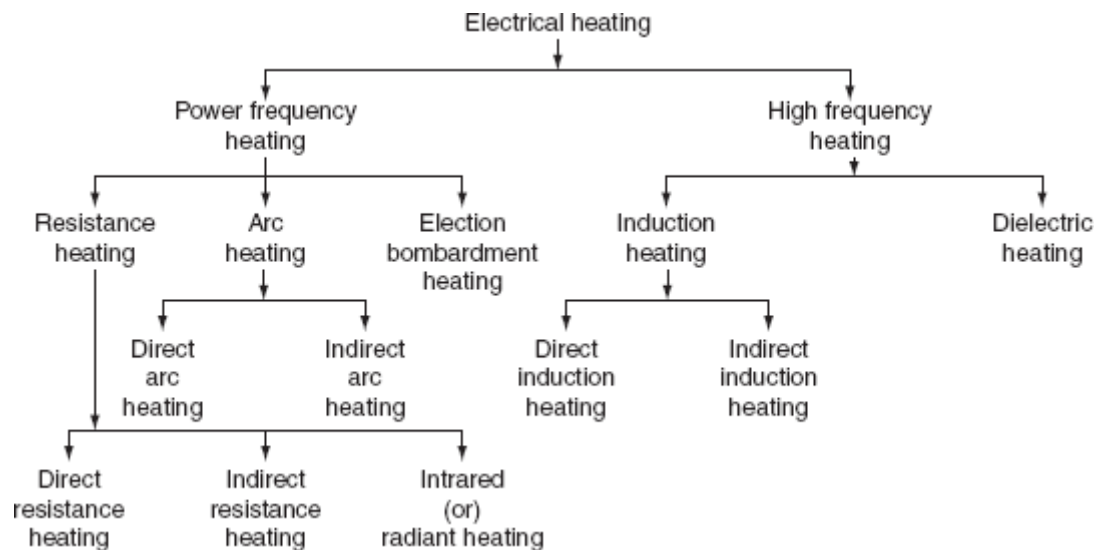 Electrical heating
Power frequency
heating
High frequency
heating
Resistance
heating
Arc
heating
Election
bombardment
heating
Induction
heating
Dielectric
heating
Direct
arc
heating
Indirect
arc
heating
Direct
induction
heating
Indirect
induction
heating
Direct
resistance
heating
Indirect
resistance
heating
Intrared
(or)
radiant heating